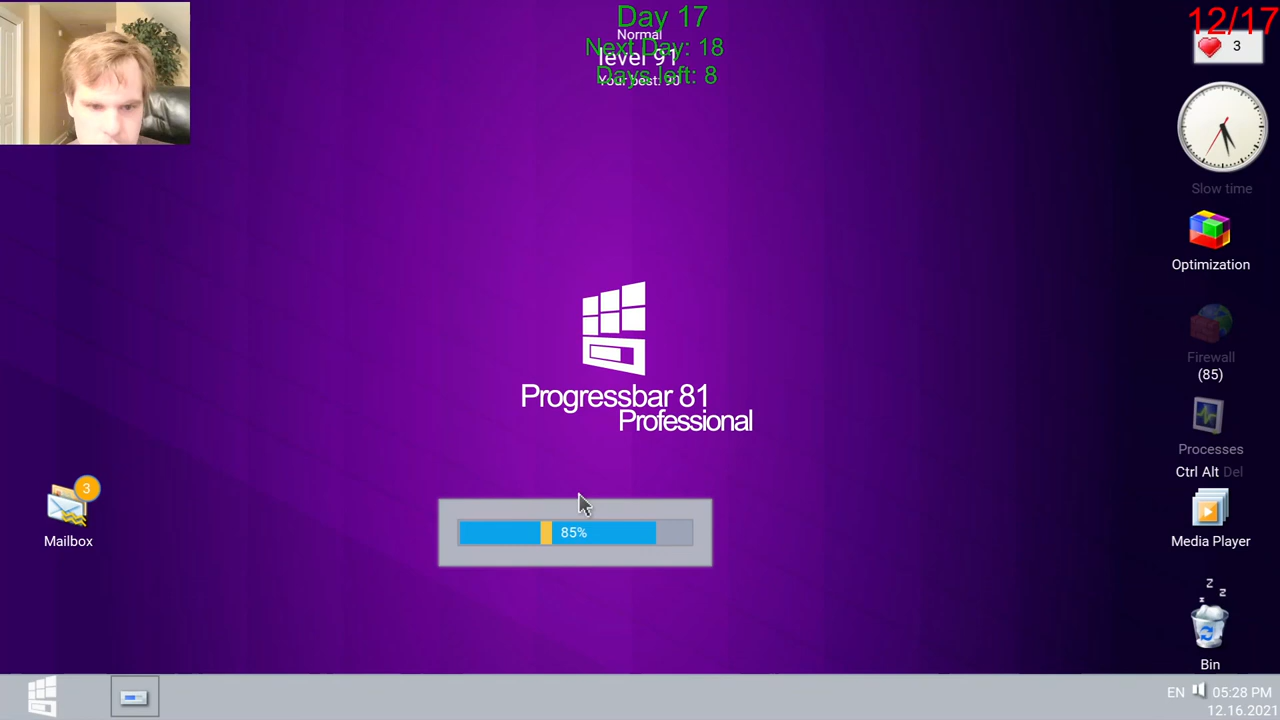 Day 17
Normal
Next Day: 18
level 91
Days left: 8
Your best: 90
12/17
3
Slow time
Optimization
Firewall
(85)
Processes
Ctrl Alt Del
Media Player
z
z
z
Bin
Progressbar 81
Professional
85%
3
Mailbox
EN 05:28 PM
12.16.2021